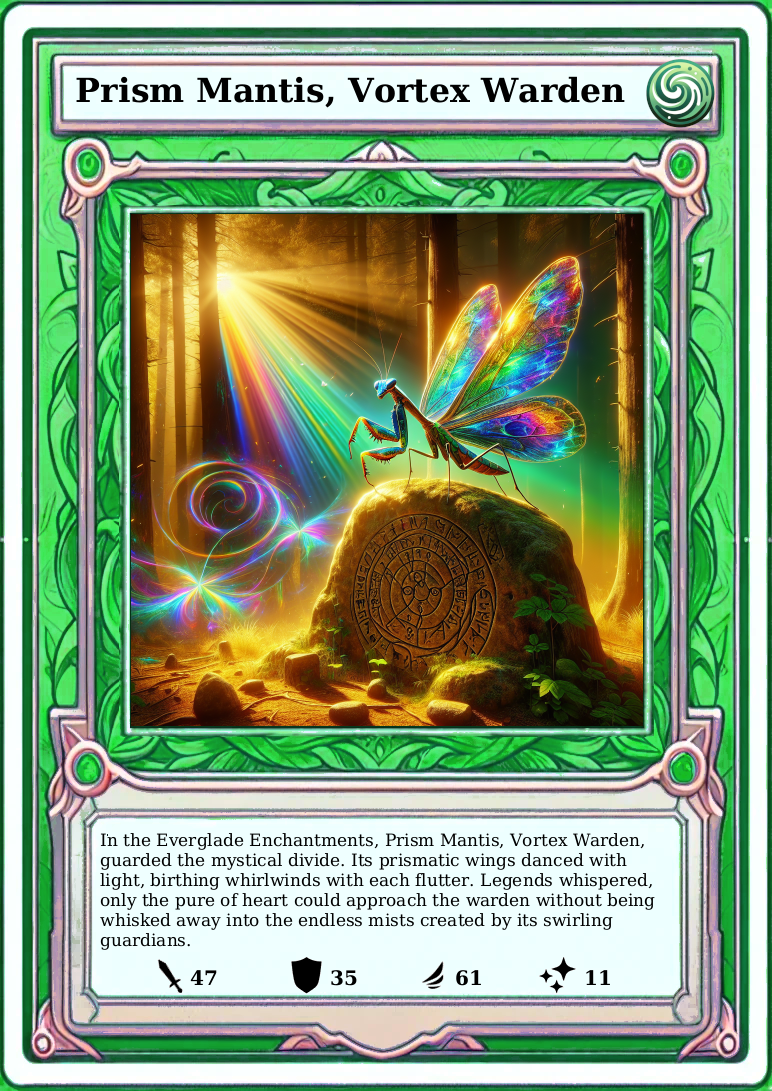 Prism Mantis, Vortex Warden
In the Everglade Enchantments, Prism Mantis, Vortex Warden,
guarded the mystical divide. Its prismatic wings danced with
light, birthing whirlwinds with each flutter. Legends whispered,
only the pure of heart could approach the warden without being
whisked away into the endless mists created by its swirling
guardians.
47 35 61 11